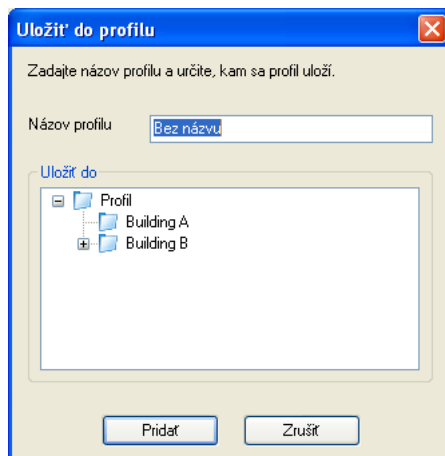 Uložiť do profilu
Zadajte názov profilu a určite, kam sa profil uloží.
Názov profilu
Bez názvu
Uložiť do
Profil
Building A
Building B
Pridať
Zrušiť